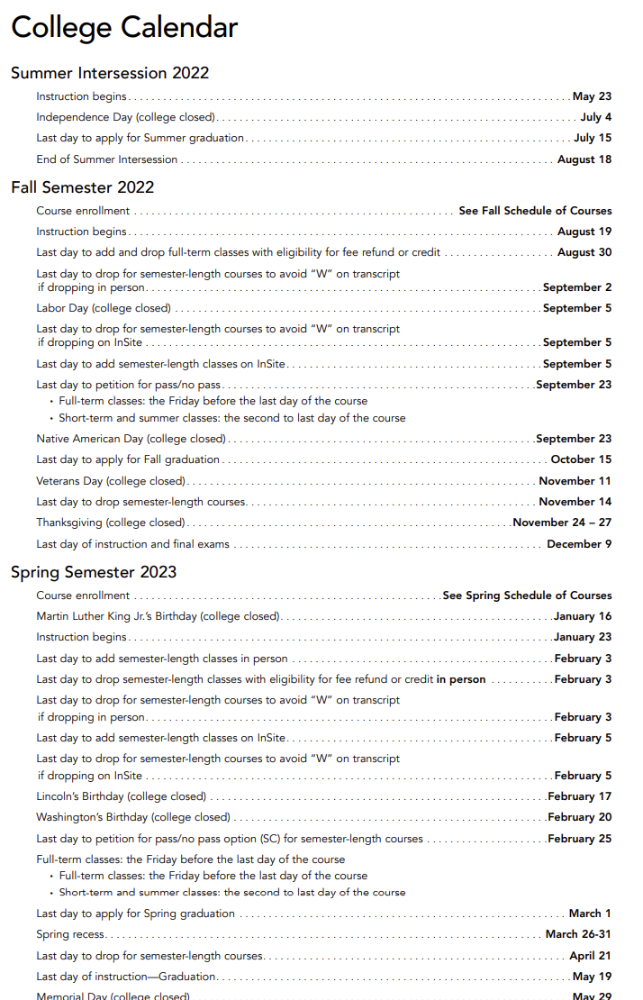 College Calendar
Summer Intersession 2022
Instruction begins . . . . . . . . . . May 23
Independence Day (college closed) . . . . . . . . . . July 4
Last day to apply for Summer graduation . . . . . . . . . . July 15
End of Summer Intersession . . . . . . . . . . August 18
Fall Semester 2022
Course enrollment . . . . . . . . . . See Fall Schedule of Courses
Instruction begins . . . . . . . . . . August 19
Last day to add and drop full-term classes with eligibility for fee refund or credit . . . . . . . . . . August 30
Last day to drop for semester-length courses to avoid “W” on transcript
if dropping in person . . . . . . . . . . September 2
Labor Day (college closed) . . . . . . . . . . September 5
Last day to drop for semester-length courses to avoid “W” on transcript
if dropping on InSite . . . . . . . . . . September 5
Last day to add semester-length classes on InSite . . . . . . . . . . September 5
Last day to petition for pass/no pass . . . . . . . . . . September 23
• Full-term classes: the Friday before the last day of the course
• Short-term and summer classes: the second to last day of the course
Native American Day (college closed) . . . . . . . . . . September 23
Last day to apply for Fall graduation . . . . . . . . . . October 15
Veterans Day (college closed) . . . . . . . . . . November 11
Last day to drop semester-length courses. . . . . . . . . . November 14
Thanksgiving (college closed) . . . . . . . . . . November 24 – 27
Last day of instruction and final exams . . . . . . . . . . December 9
Spring Semester 2023
Course enrollment . . . . . . . . . . See Spring Schedule of Courses
Martin Luther King Jr.’s Birthday (college closed) . . . . . . . . . . January 16
Instruction begins . . . . . . . . . . January 23
Last day to add semester-length classes in person . . . . . . . . . . February 3
Last day to drop semester-length classes with eligibility for fee refund or credit in person . . . . . . . . . . February 3
Last day to drop for semester-length courses to avoid “W” on transcript
if dropping in person . . . . . . . . . . February 3
Last day to add semester-length classes on InSite . . . . . . . . . . February 5
Last day to drop for semester-length courses to avoid “W” on transcript
if dropping on InSite . . . . . . . . . . February 5
Lincoln’s Birthday (college closed) . . . . . . . . . . February 17
Washington’s Birthday (college closed) . . . . . . . . . . February 20
Last day to petition for pass/no pass option (SC) for semester-length courses . . . . . . . . . . February 25
Full-term classes: the Friday before the last day of the course
• Full-term classes: the Friday before the last day of the course
• Short-term and summer classes: the second to last day of the course
Last day to apply for Spring graduation . . . . . . . . . . March 1
Spring recess . . . . . . . . . . March 26-31
Last day to drop for semester-length courses . . . . . . . . . . April 21
Last day of instruction—Graduation . . . . . . . . . . May 19
Memorial Day (college closed) . . . . . . . . . . May 29